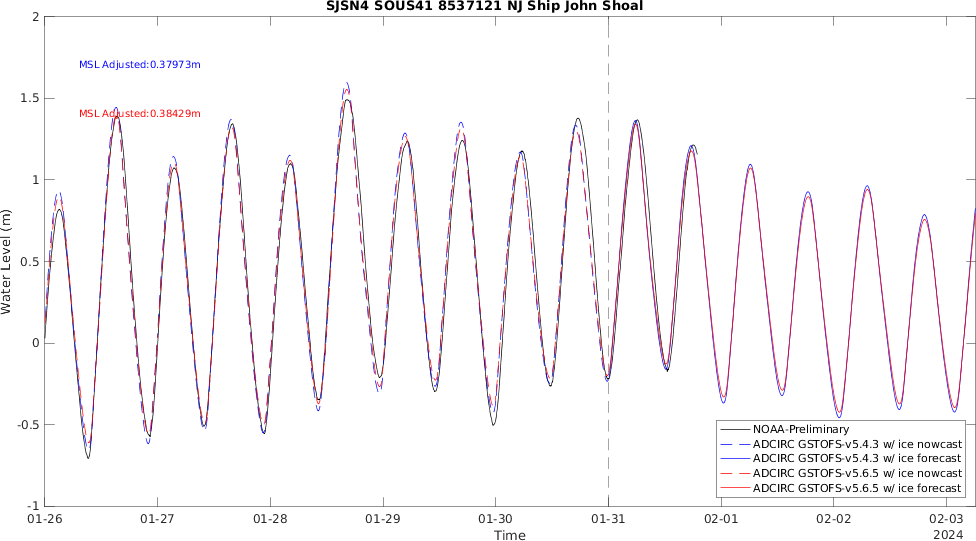 SJSN4 SOUS41 8537121 NJ Ship John Shoal
2
1.5
1
0.5
0
-0.5
-1
Water Level (m)
MSL Adjusted:0.37973m
MSL Adjusted:0.38429m
NOAA-Preliminary
ADCIRC GSTOFS-v5.4.3 w/ ice nowcast
ADCIRC GSTOFS-v5.4.3 w/ ice forecast
ADCIRC GSTOFS-v5.6.5 w/ ice nowcast
ADCIRC GSTOFS-v5.6.5 w/ ice forecast
01-26 01-27 01-28 01-29 01-30 01-31 02-01 02-02 02-03
Time
2024